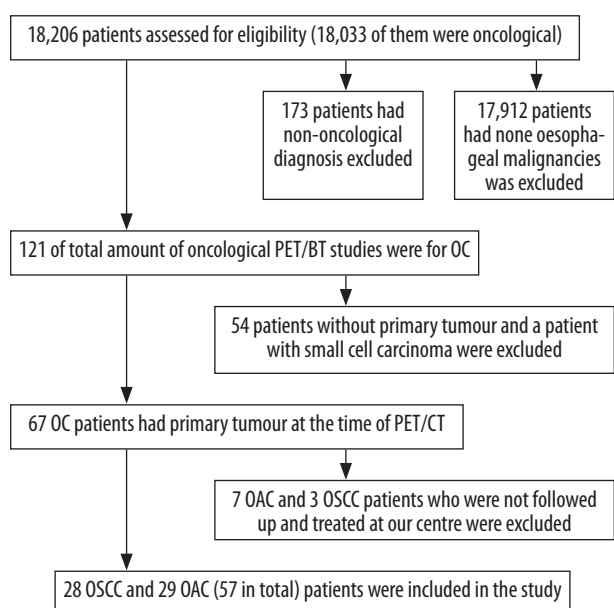 18,206 patients assessed for eligibility (18,033 of them were oncological)
173 patients had
non-oncological
diagnosis excluded
17,912 patients
had none oesopha-
geal malignancies
was excluded
121 of total amount of oncological PET/BT studies were for OC
54 patients without primary tumour and a patient
with small cell carcinoma were excluded
67 OC patients had primary tumour at the time of PET/CT
7 OAC and 3 OSCC patients who were not followed
up and treated at our centre were excluded
28 OSCC and 29 OAC (57 in total) patients were included in the study